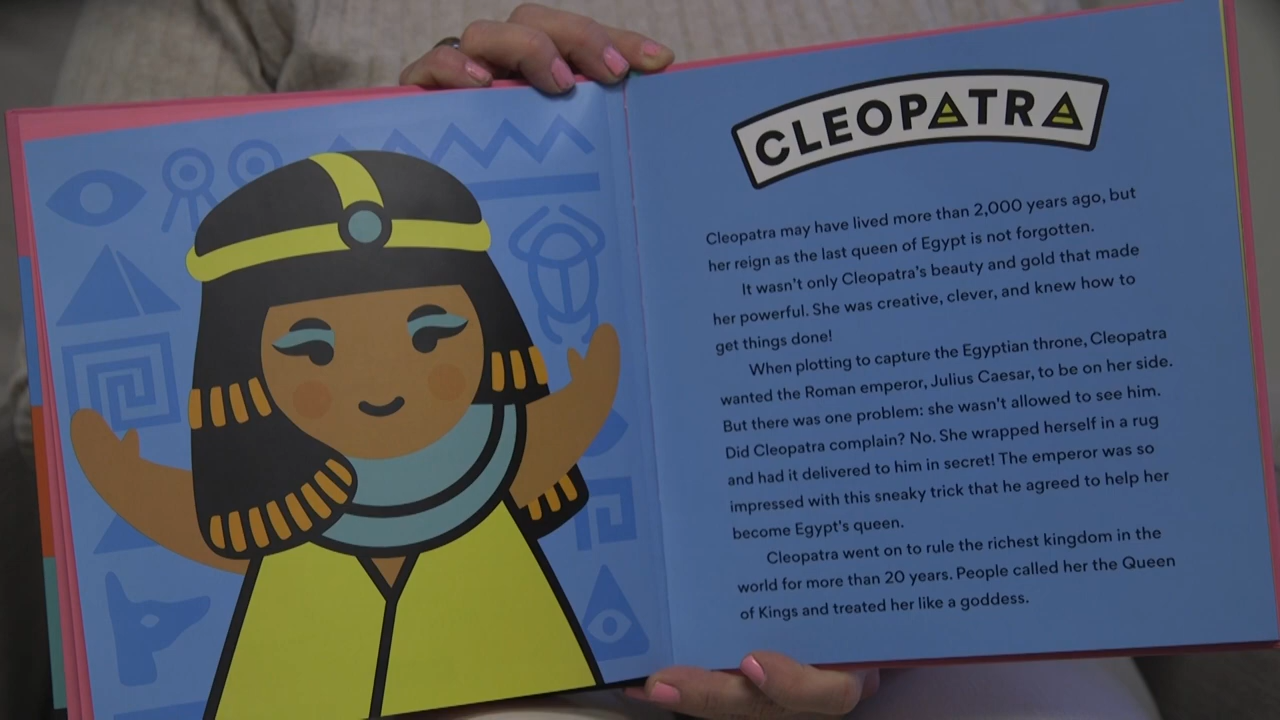 CLEOPATRA
Cleopatra may have lived more than 2,000 years ago, but
her reign as the last queen of Egypt is not forgotten.
It wasn't only Cleopatra's beauty and gold that made
her powerful. She was creative, clever, and knew how to
get things done!
When plotting to capture the Egyptian throne, Cleopatra
wanted the Roman emperor, Julius Caesar, to be on her side.
But there was one problem: she wasn't allowed to see him.
Did Cleopatra complain? No. She wrapped herself in a rug
and had it delivered to him in secret! The emperor was so
impressed with this sneaky trick that he agreed to help her
become Egypt's queen.
Cleopatra went on to rule the richest kingdom in the
world for more than 20 years. People called her the Queen
of Kings and treated her like a goddess.